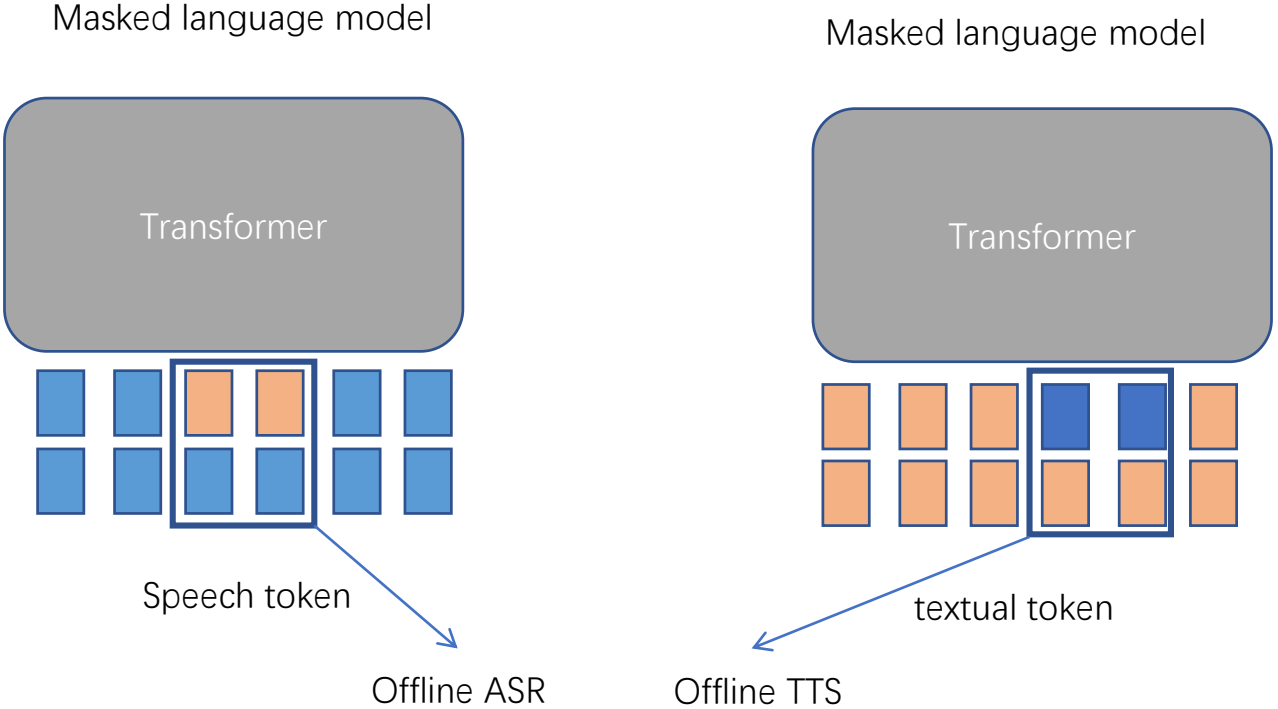 Masked language model
Masked language model
Transformer
Transformer
Speech token
textual token
Offline ASR
Offline TTS